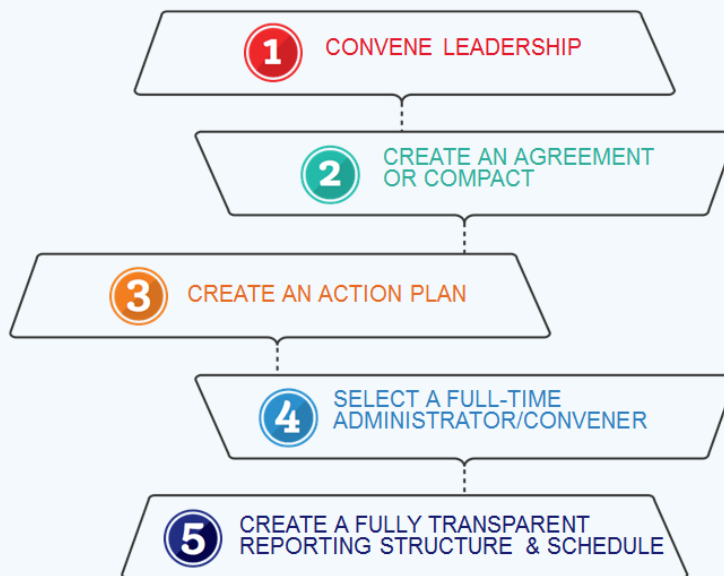 1 CONVENE LEADERSHIP
2 CREATE AN AGREEMENT
OR COMPACT
3 CREATE AN ACTION PLAN
4 SELECT A FULL-TIME
ADMINISTRATOR/CONVENER
5 CREATE A FULLY TRANSPARENT
REPORTING STRUCTURE & SCHEDULE